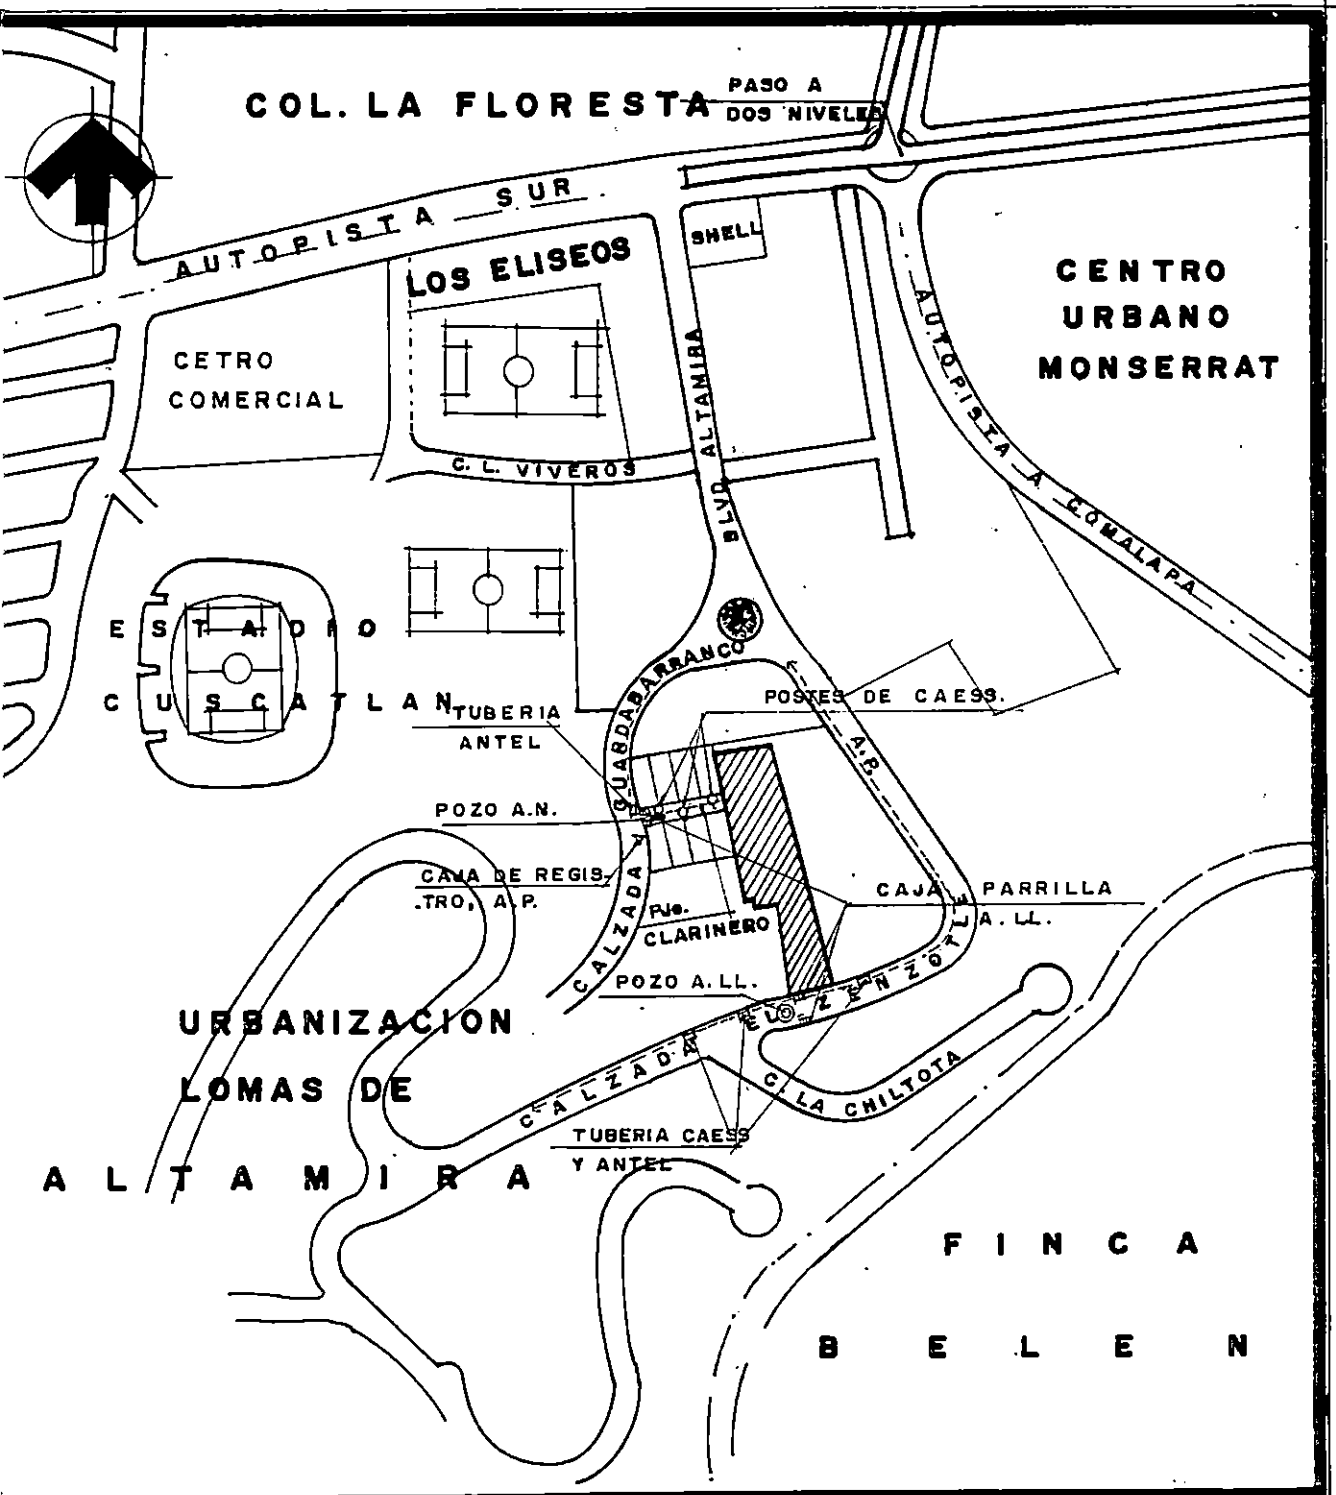 COL. LA FLORESTA
PASO A
DOS NIVELES
AUTOPISTA SUR
SHELL
LOS ELISEOS
CENTRO
URBANO
MONSERRAT
CETRO
COMERCIAL
BLVD ALTAMIRA
AUTOPISTA A COMALAPA
C. L. VIVEROS
ESTADIO
CUSCATLAN
CALZADA GUARDABARRANCO
POSTES DE CAESS.
TUBERIA
ANTEL
A.P.
POZO A.N.
CAJA DE REGIS-
TRO, A.P.
CAJA PARRILLA
A. LL.
Pje.
CLARINERO
POZO A.LL.
CALZADA EL ZENZOTLE
URBANIZACION
LOMAS DE
ALTAMIRA
C. LA CHILTOTA
TUBERIA CAESS
Y ANTEL
FINCA
BELEN